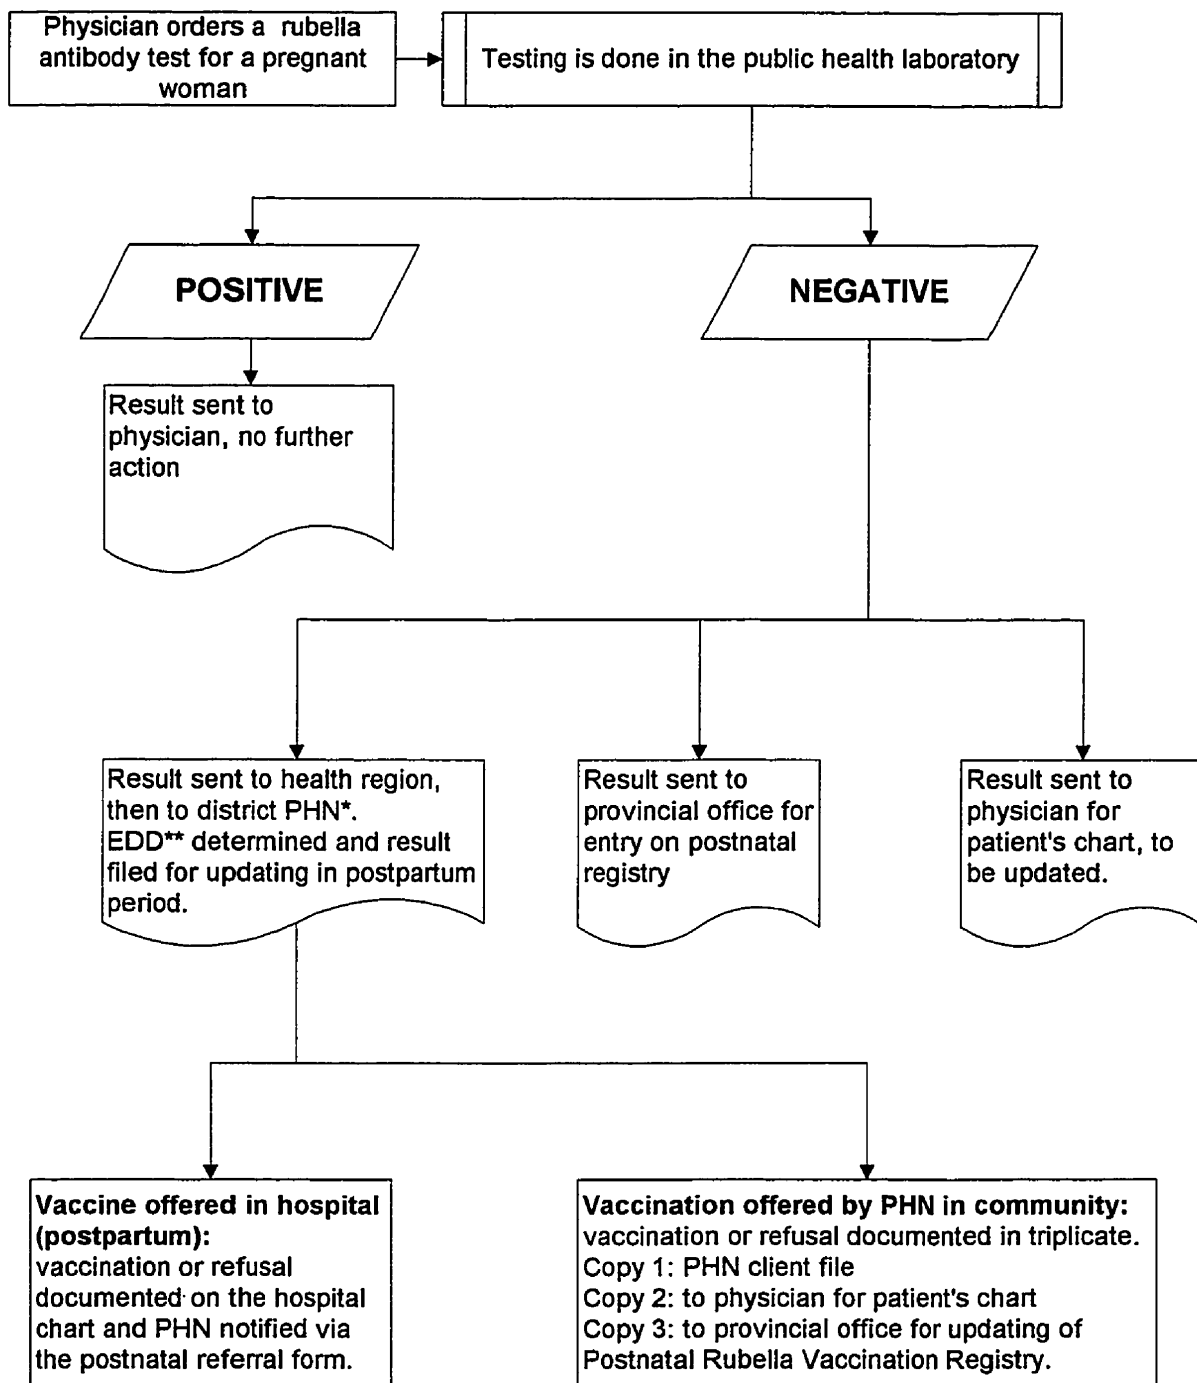 Physician orders a rubella
antibody test for a pregnant
woman
Testing is done in the public health laboratory
POSITIVE
NEGATIVE
Result sent to
physician, no further
action
Result sent to health region,
then to district PHN*.
EDD** determined and result
filed for updating in postpartum
period.
Result sent to
provincial office for
entry on postnatal
registry
Result sent to
physician for
patient's chart, to
be updated.
Vaccine offered in hospital
(postpartum):
vaccination or refusal
documented on the hospital
chart and PHN notified via
the postnatal referral form.
Vaccination offered by PHN in community:
vaccination or refusal documented in triplicate.
Copy 1: PHN client file
Copy 2: to physician for patient's chart
Copy 3: to provincial office for updating of
Postnatal Rubella Vaccination Registry.